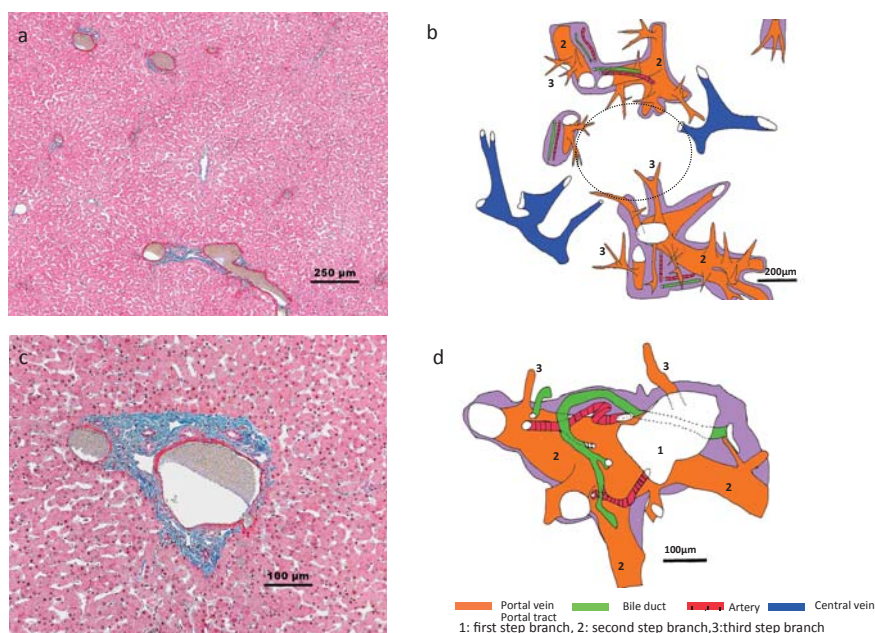 a
250 µm
b
2
2
3
3
3
2
200µm
c
100 µm
d
3
3
2
1
2
2
100µm
Portal vein
Bile duct
Artery
Central vein
Portal tract
1: first step branch, 2: second step branch,3:third step branch